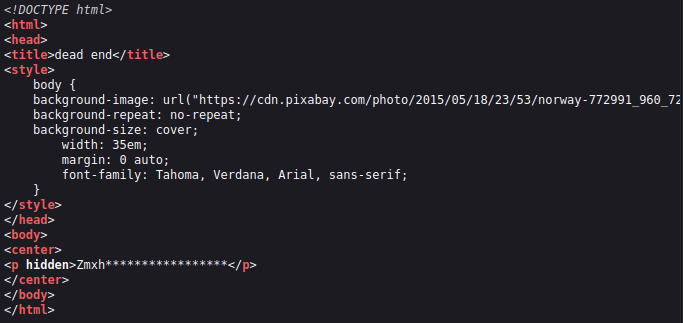 <!DOCTYPE html>
<html>
<head>
<title>dead end</title>
<style>
    body {
    background-image: url("https://cdn.pixabay.com/photo/2015/05/18/23/53/norway-772991_960_72
    background-repeat: no-repeat;
    background-size: cover;
        width: 35em;
        margin: 0 auto;
        font-family: Tahoma, Verdana, Arial, sans-serif;
    }
</style>
</head>
<body>
<center>
<p hidden>Zmxh*****************</p>
</center>
</body>
</html>